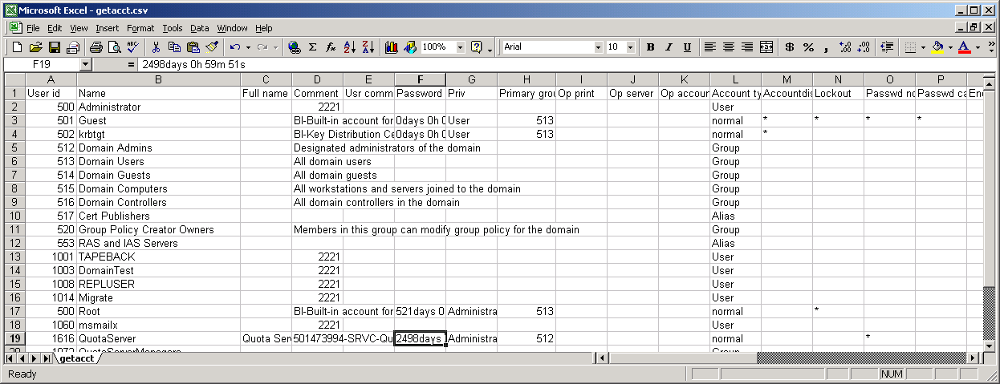 Microsoft Excel - getacct.csv
File Edit View Insert Format Tools Data Window Help
100% Arial 10 B I U $ % ,
F19 = 2498days 0h 59m 51s
A B C D E F G H I J K L M N O P
1 User id Name Full name Comment Usr comm Password Priv Primary grou Op print Op server Op accoun Account ty Accountdis Lockout Passwd no Passwd ca Enc
2 500 Administrator 2221 User
3 501 Guest Bl-Built-in account for 0days 0h 0 User 513 normal * * * *
4 502 krbtgt Bl-Key Distribution Ce 0days 0h 0 User 513 normal *
5 512 Domain Admins Designated administrators of the domain Group
6 513 Domain Users All domain users Group
7 514 Domain Guests All domain guests Group
8 515 Domain Computers All workstations and servers joined to the domain Group
9 516 Domain Controllers All domain controllers in the domain Group
10 517 Cert Publishers Alias
11 520 Group Policy Creator Owners Members in this group can modify group policy for the domain Group
12 553 RAS and IAS Servers Alias
13 1001 TAPEBACK 2221 User
14 1003 DomainTest 2221 User
15 1008 REPLUSER 2221 User
16 1014 Migrate 2221 User
17 500 Root Bl-Built-in account for 521days 0 Administra 513 normal *
18 1060 msmailx 2221 User
19 1616 QuotaServer Quota Ser 501473994-SRVC-Qu 2498days Administra 512 normal *
20 1072 QuotaServerManagers Group
getacct
Ready NUM